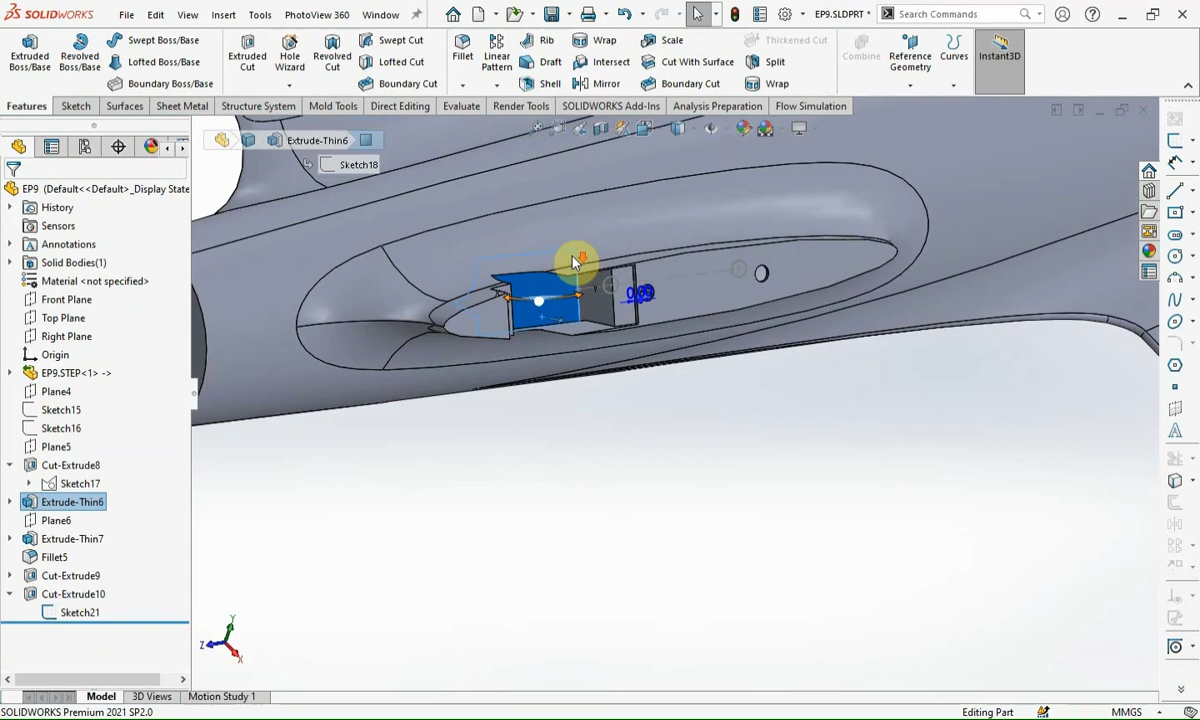 SOLIDWORKS
File
Edit
View
Insert
Tools
PhotoView 360
Window
EP9.SLDPRT *
Search Commands
Extruded Boss/Base
Revolved Boss/Base
Swept Boss/Base
Lofted Boss/Base
Boundary Boss/Base
Extruded Cut
Hole Wizard
Revolved Cut
Swept Cut
Lofted Cut
Boundary Cut
Fillet
Linear Pattern
Rib
Draft
Shell
Wrap
Intersect
Mirror
Scale
Cut With Surface
Boundary Cut
Thickened Cut
Split
Wrap
Combine
Reference Geometry
Curves
Instant3D
Features
Sketch
Surfaces
Sheet Metal
Structure System
Mold Tools
Direct Editing
Evaluate
Render Tools
SOLIDWORKS Add-Ins
Analysis Preparation
Flow Simulation
Extrude-Thin6
Sketch18
EP9 (Default<<Default>_Display State
History
Sensors
Annotations
Solid Bodies(1)
Material <not specified>
Front Plane
Top Plane
Right Plane
Origin
EP9.STEP<1> ->
Plane4
Sketch15
Sketch16
Plane5
Cut-Extrude8
Sketch17
Extrude-Thin6
Plane6
Extrude-Thin7
Fillet5
Cut-Extrude9
Cut-Extrude10
Sketch21
Y
Z
X
Model
3D Views
Motion Study 1
SOLIDWORKS Premium 2021 SP2.0
Editing Part
MMGS